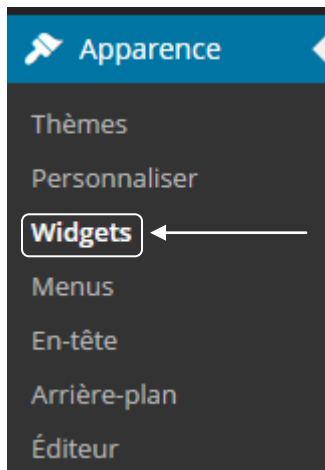 Apparence
Thèmes
Personnaliser
Widgets
Menus
En-tête
Arrière-plan
Éditeur